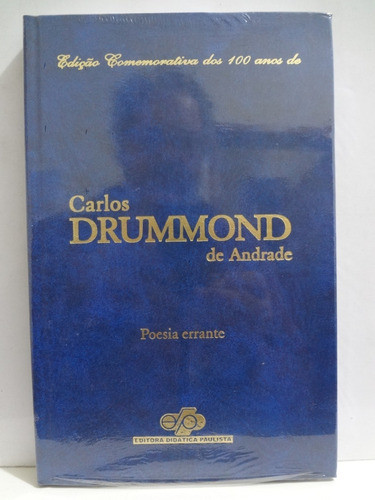 Edição Comemorativa dos 100 anos de
Carlos
DRUMMOND
de Andrade
Poesia errante
EDITORA DIDÁTICA PAULISTA